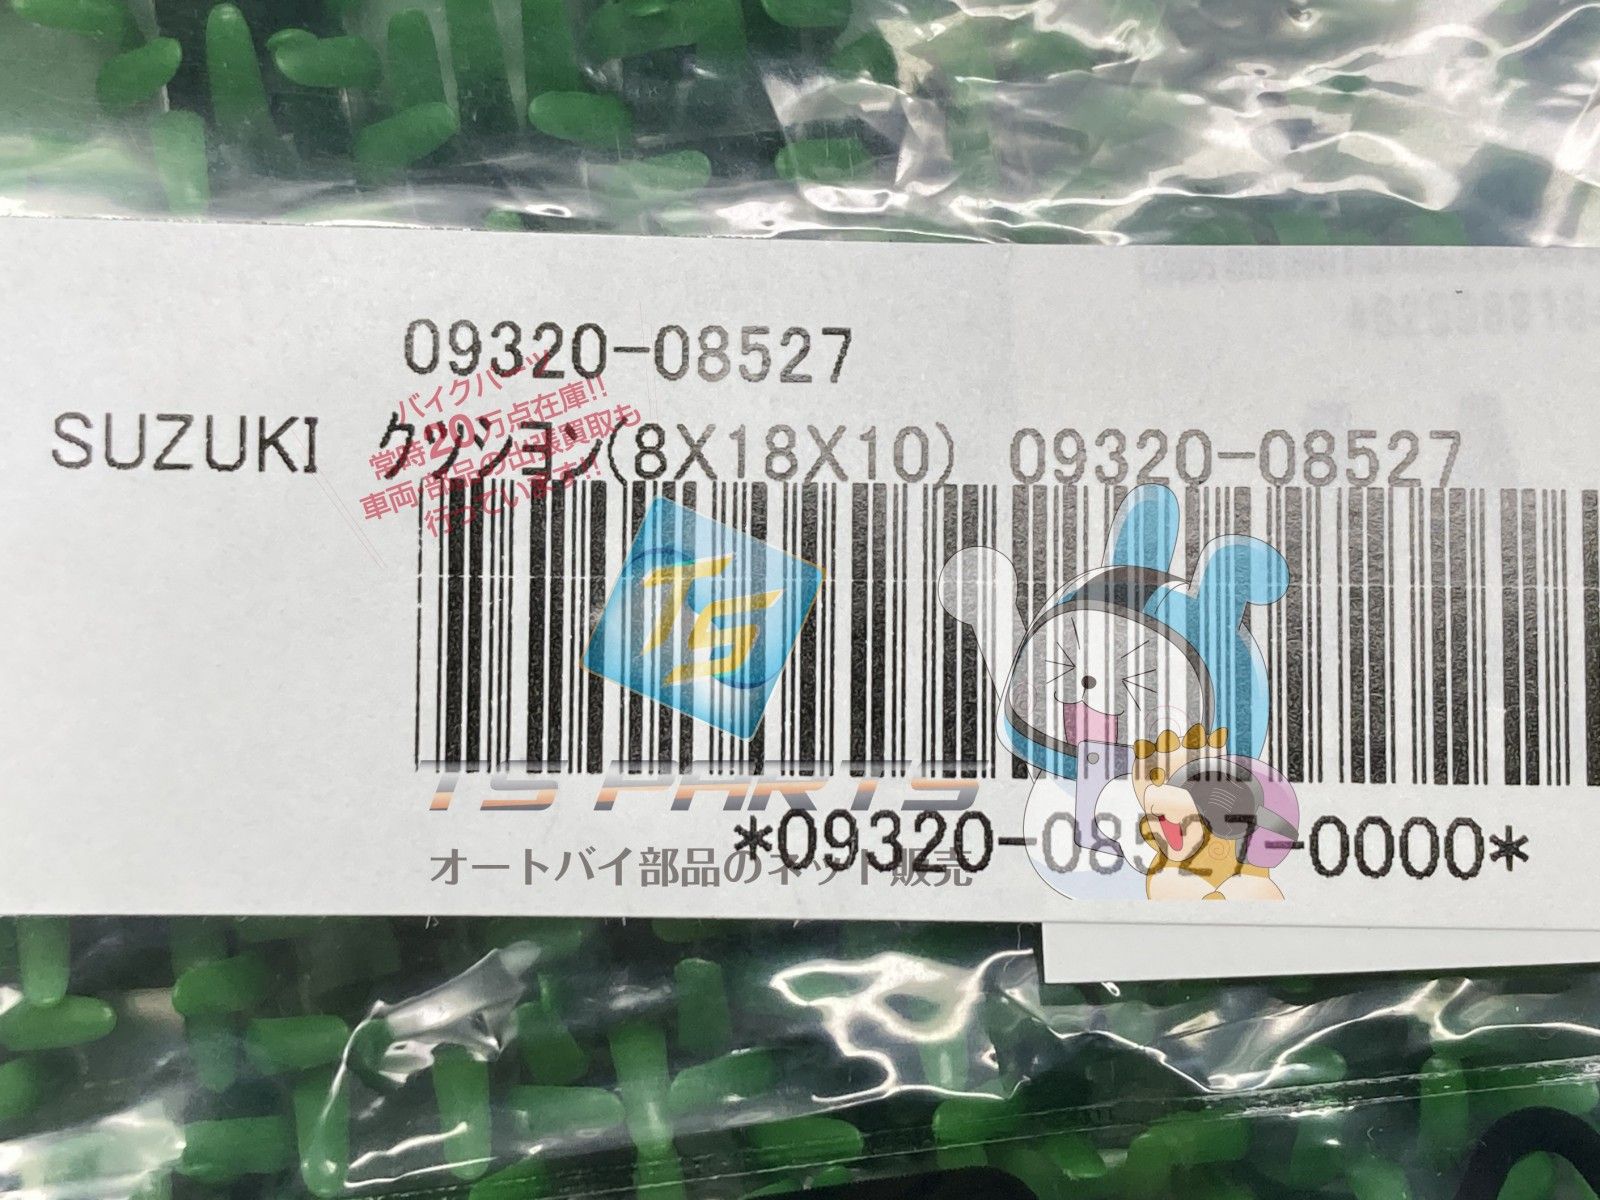 09320-08527
SUZUKI クッション(8X18X10) 09320-08527
バイクパーツ
常時20万点在庫!!
車両/部品の出張買取も
行っています!!
TS
TS PARTS
*09320-08527-0000*
オートバイ部品のネット販売